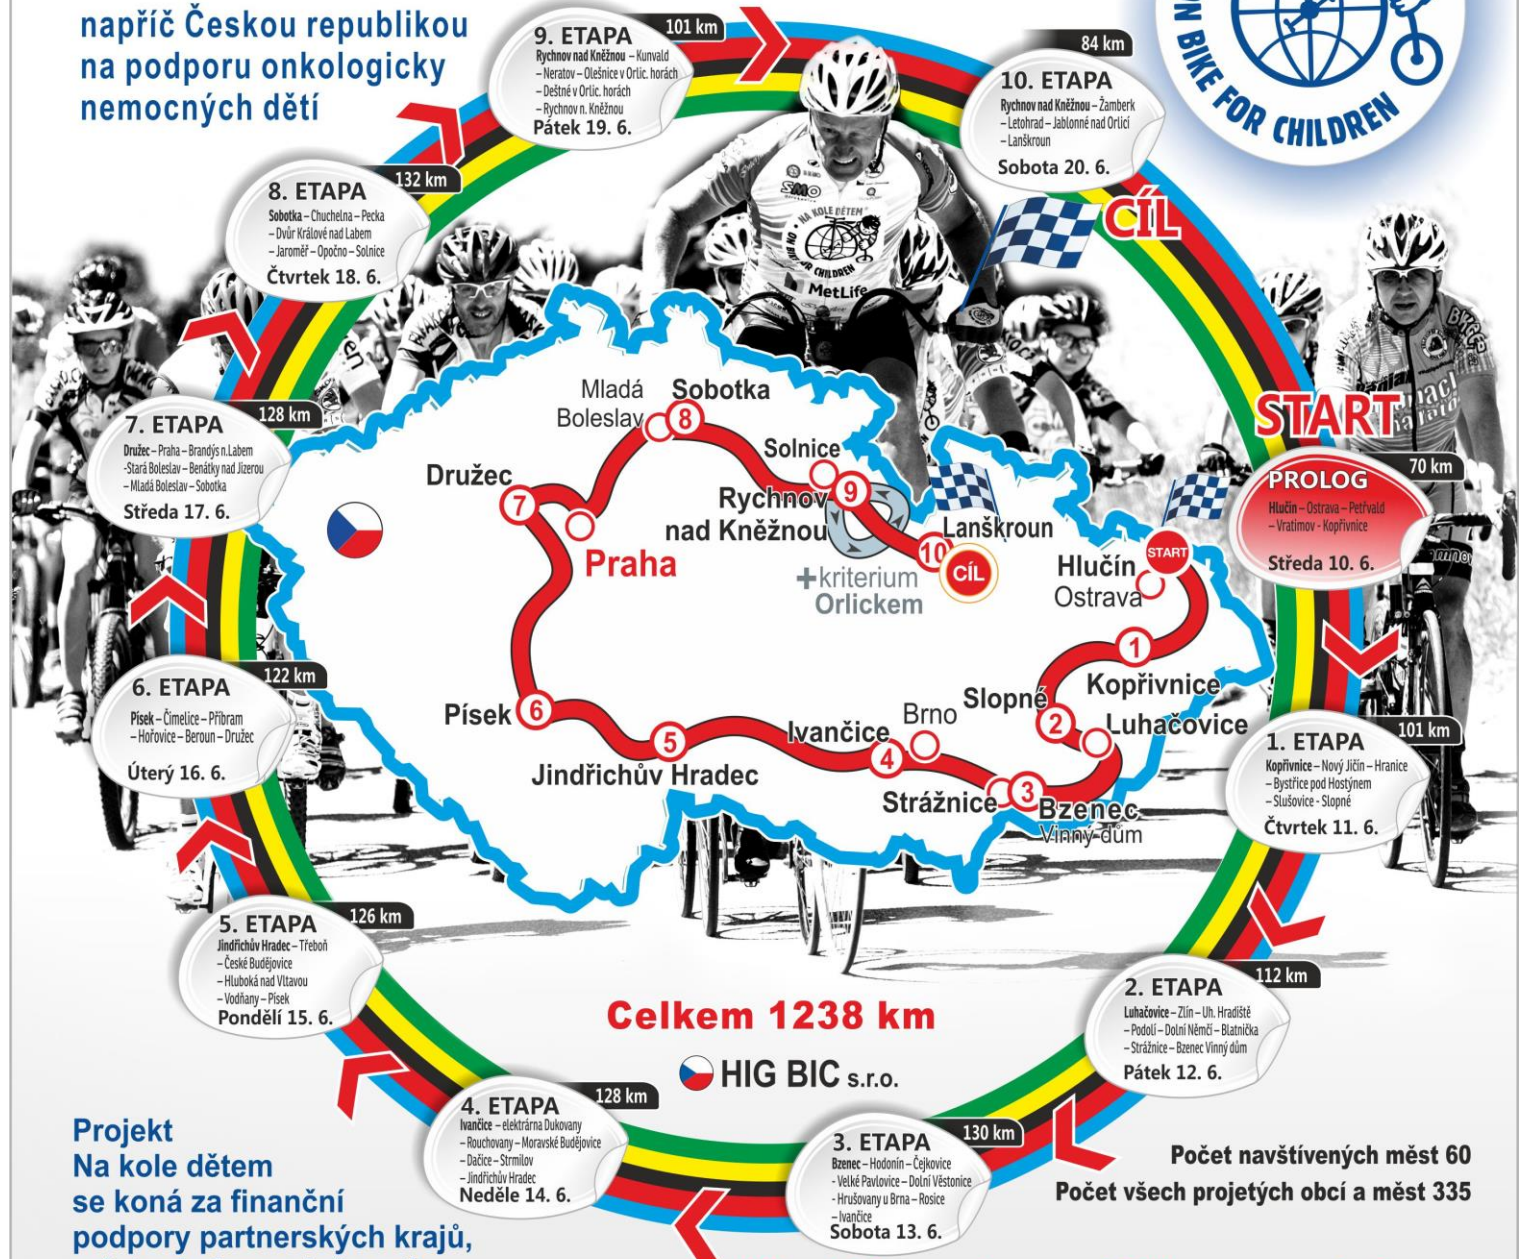 napříč Českou republikou
na podporu onkologicky
nemocných dětí
N BIKE FOR CHILDREN
9. ETAPA
101 km
Rychnov nad Kněžnou – Kunvald
– Neratov – Olešnice v Orlic. horách
– Deštné v Orlic. horách
– Rychnov n. Kněžnou
Pátek 19. 6.
10. ETAPA
84 km
Rychnov nad Kněžnou – Žamberk
– Letohrad – Jablonné nad Orlicí
– Lanškroun
Sobota 20. 6.
CÍL
8. ETAPA
132 km
Sobotka – Chuchelna – Pecka
– Dvůr Králové nad Labem
– Jaroměř – Opočno – Solnice
Čtvrtek 18. 6.
SMO
NA KOLE DĚTEM
ON BIKE FOR CHILDREN
MetLife
7. ETAPA
128 km
Družec – Praha – Brandýs n.Labem
-Stará Boleslav – Benátky nad Jizerou
– Mladá Boleslav – Sobotka
Středa 17. 6.
START
PROLOG
70 km
Hlučín – Ostrava – Petřvald
– Vratimov - Kopřivnice
Středa 10. 6.
Mladá
Boleslav
Sobotka
8
Solnice
Družec
7
Rychnov
nad Kněžnou
9
Praha
Lanškroun
10
CÍL
+kriterium
Orlickem
Hlučín
START
Ostrava
1
Kopřivnice
Slopné
2
Luhačovice
Písek
6
5
Jindřichův Hradec
Ivančice
Brno
4
Strážnice
3
Bzenec
Vinný dům
6. ETAPA
122 km
Písek – Čimelice – Příbram
– Hořovice – Beroun – Družec
Úterý 16. 6.
1. ETAPA
101 km
Kopřivnice – Nový Jičín – Hranice
– Bystřice pod Hostýnem
– Slušovice - Slopné
Čtvrtek 11. 6.
5. ETAPA
126 km
Jindřichův Hradec – Třeboň
– České Budějovice
– Hluboká nad Vltavou
– Vodňany – Písek
Pondělí 15. 6.
2. ETAPA
112 km
Luhačovice – Zlín – Uh. Hradiště
– Podolí – Dolní Němčí – Blatnička
– Strážnice – Bzenec Vinný dům
Pátek 12. 6.
Celkem 1238 km
HIG BIC s.r.o.
4. ETAPA
128 km
Ivančice – elektrárna Dukovany
– Rouchovany – Moravské Budějovice
– Dačice – Strmilov
– Jindřichův Hradec
Neděle 14. 6.
3. ETAPA
130 km
Bzenec – Hodonín – Čejkovice
- Velké Pavlovice – Dolní Věstonice
- Hrušovany u Brna – Rosice
– Ivančice
Sobota 13. 6.
Projekt
Na kole dětem
se koná za finanční
podpory partnerských krajů,
Počet navštívených měst 60
Počet všech projetých obcí a měst 335